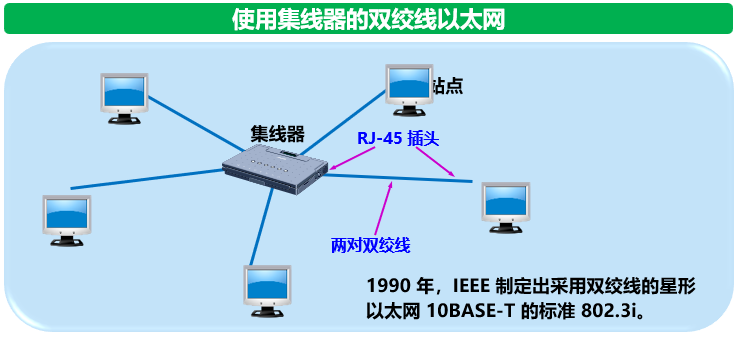 使用集线器的双绞线以太网
站点
集线器
RJ-45 插头
两对双绞线
1990 年，IEEE 制定出采用双绞线的星形
以太网 10BASE-T 的标准 802.3i。